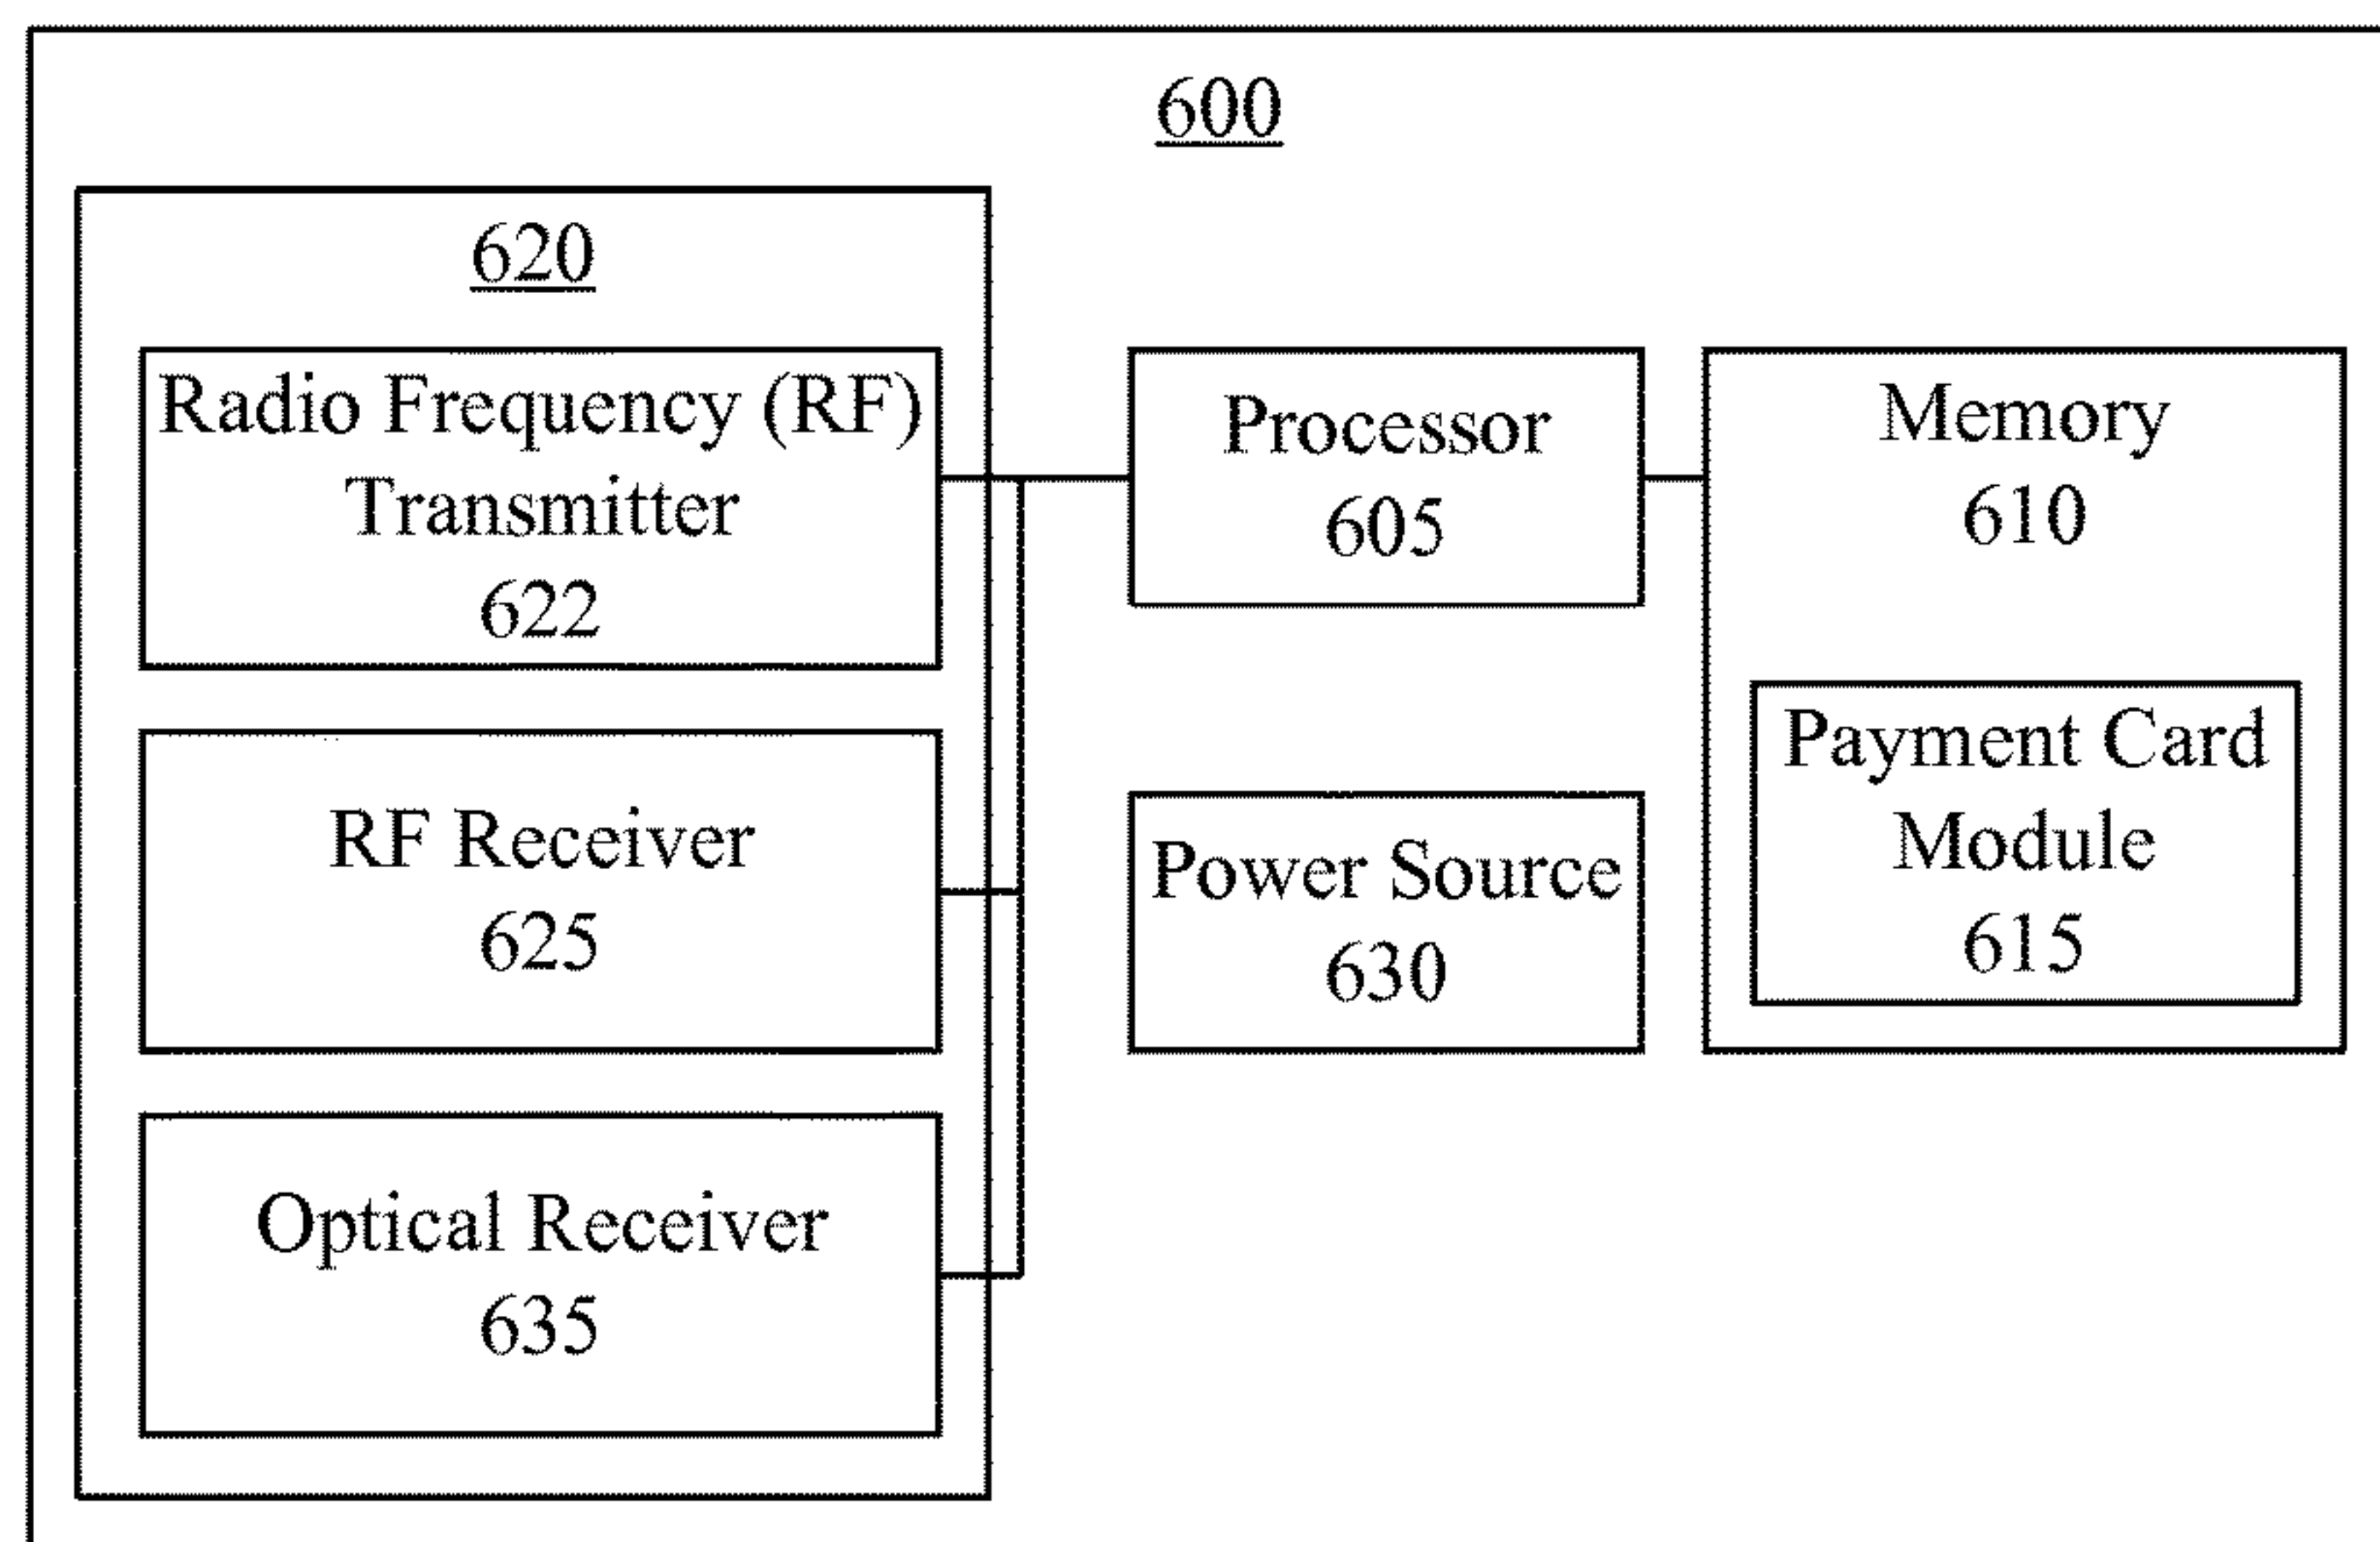 600
620
Radio Frequency (RF)
Transmitter
622
RF Receiver
625
Optical Receiver
635
Processor
605
Power Source
630
Memory
610
Payment Card
Module
615